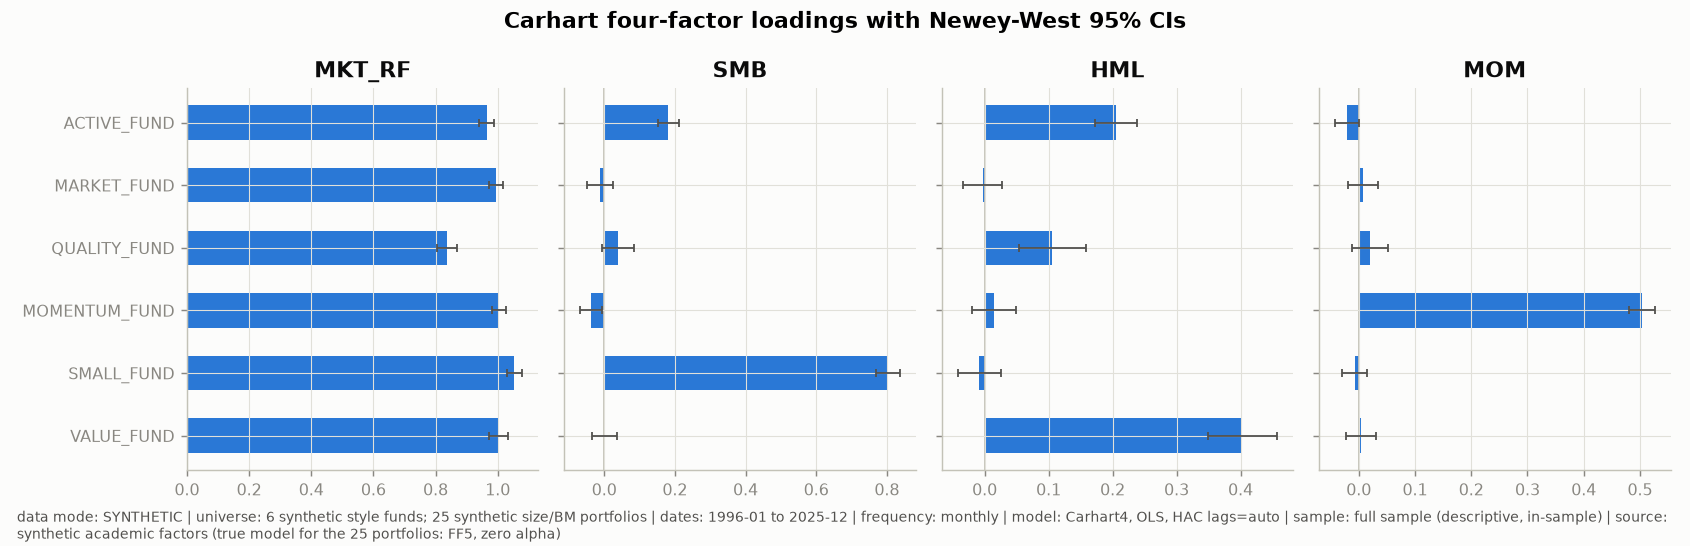 Carhart four-factor loadings with Newey-West 95% CIs
MKT_RF
SMB
HML
MOM
ACTIVE_FUND
MARKET_FUND
QUALITY_FUND
MOMENTUM_FUND
SMALL_FUND
VALUE_FUND
0.0 0.2 0.4 0.6 0.8 1.0
0.0 0.2 0.4 0.6 0.8
0.0 0.1 0.2 0.3 0.4
0.0 0.1 0.2 0.3 0.4 0.5
data mode: SYNTHETIC | universe: 6 synthetic style funds; 25 synthetic size/BM portfolios | dates: 1996-01 to 2025-12 | frequency: monthly | model: Carhart4, OLS, HAC lags=auto | sample: full sample (descriptive, in-sample) | source:
synthetic academic factors (true model for the 25 portfolios: FF5, zero alpha)